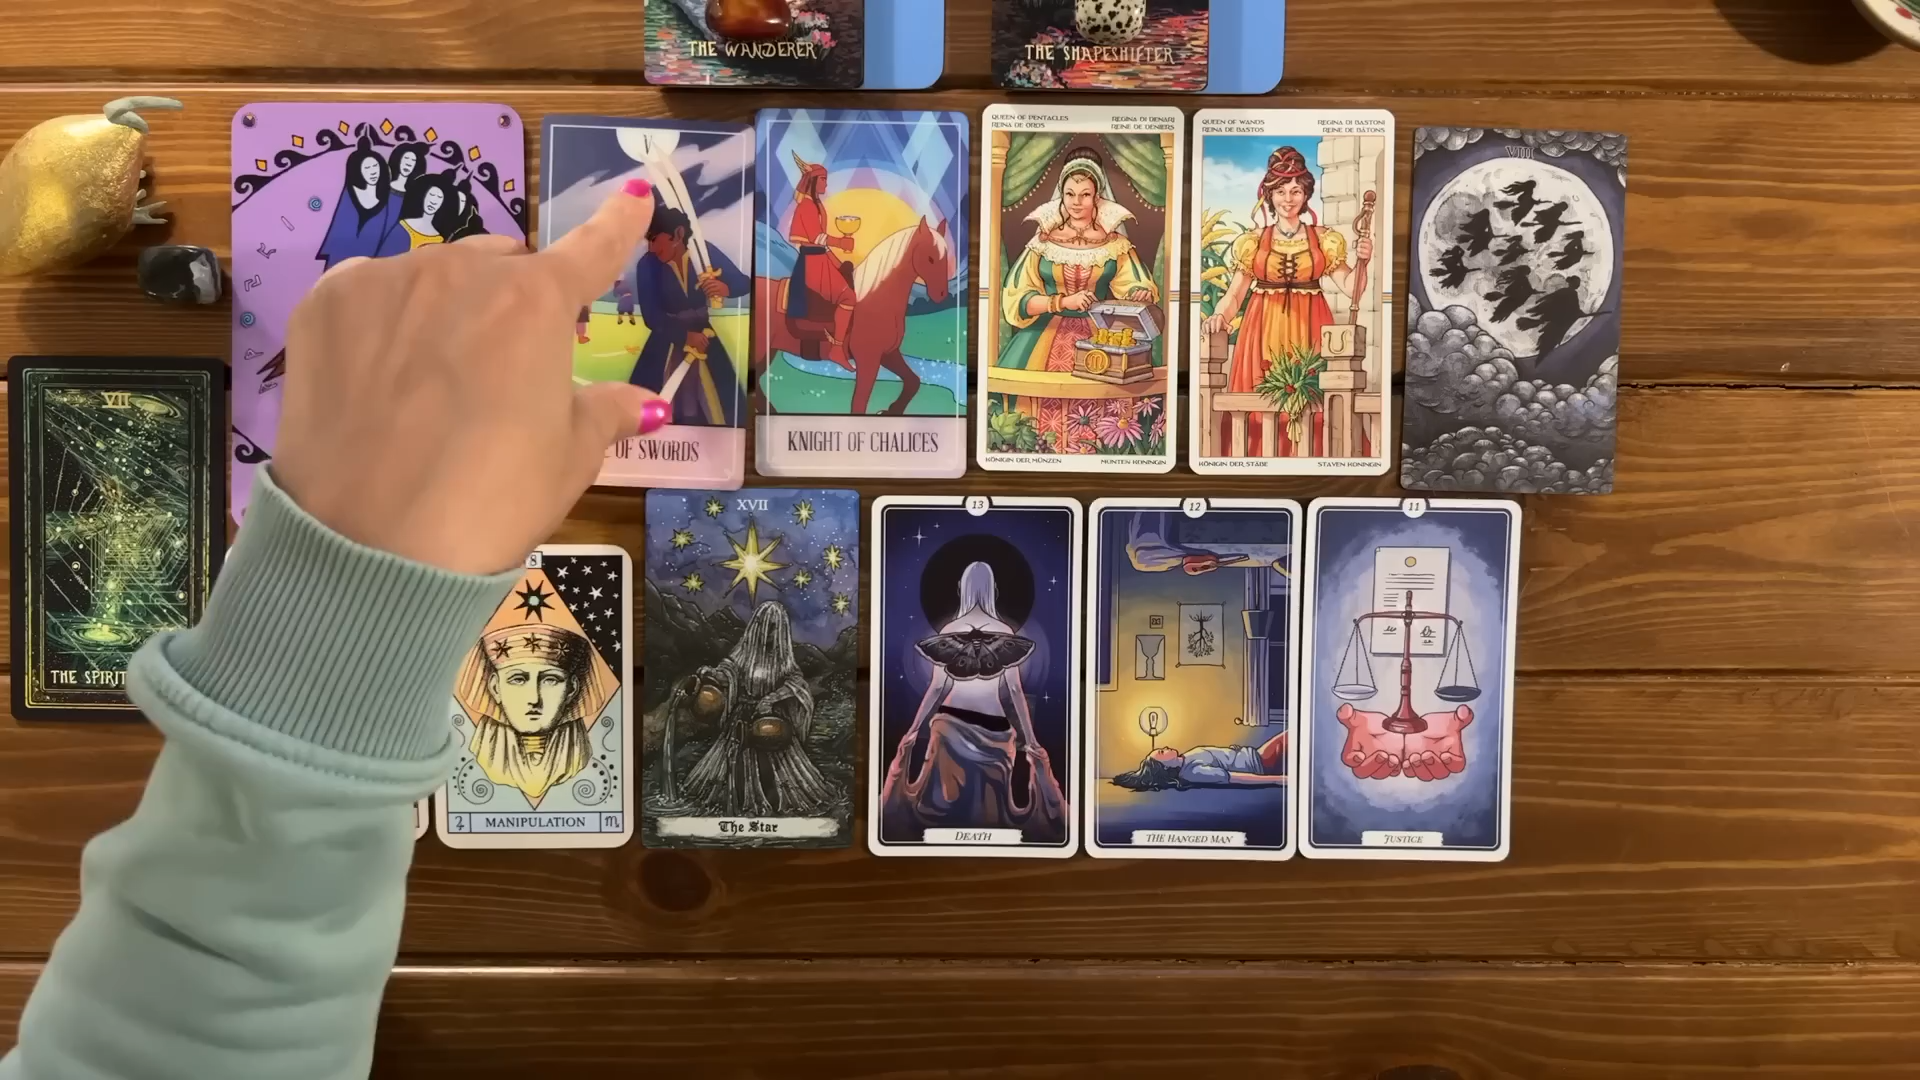 THE WANDERER
THE SHAPESHIFTER
V
OF SWORDS
KNIGHT OF CHALICES
QUEEN OF PENTACLES
REINA DE OROS
REGINA DI DENARI
REINE DE DENIERS
KÖNIGIN DER MÜNZEN
MUNTEN KONINGIN
QUEEN OF WANDS
REINA DE BASTOS
REGINA DI BASTONI
REINE DE BÂTONS
KÖNIGIN DER STÄBE
STAVEN KONINGIN
VIII
VII
THE SPIRIT
8
MANIPULATION
XVII
The Star
13
DEATH
12
THE HANGED MAN
11
JUSTICE